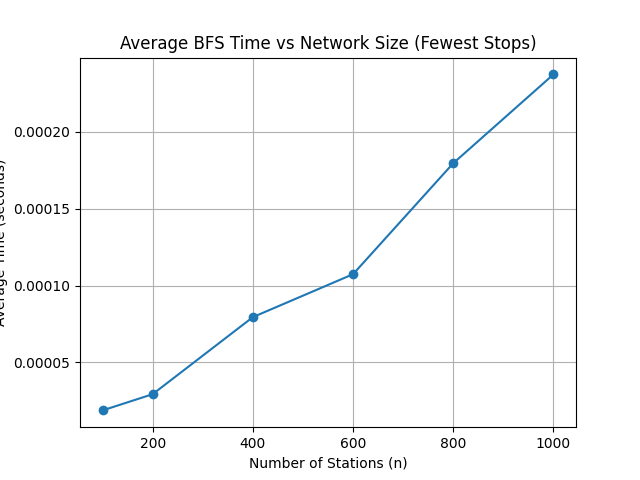 Average BFS Time vs Network Size (Fewest Stops)
Average Time (seconds)
0.00020
0.00015
0.00010
0.00005
200 400 600 800 1000
Number of Stations (n)